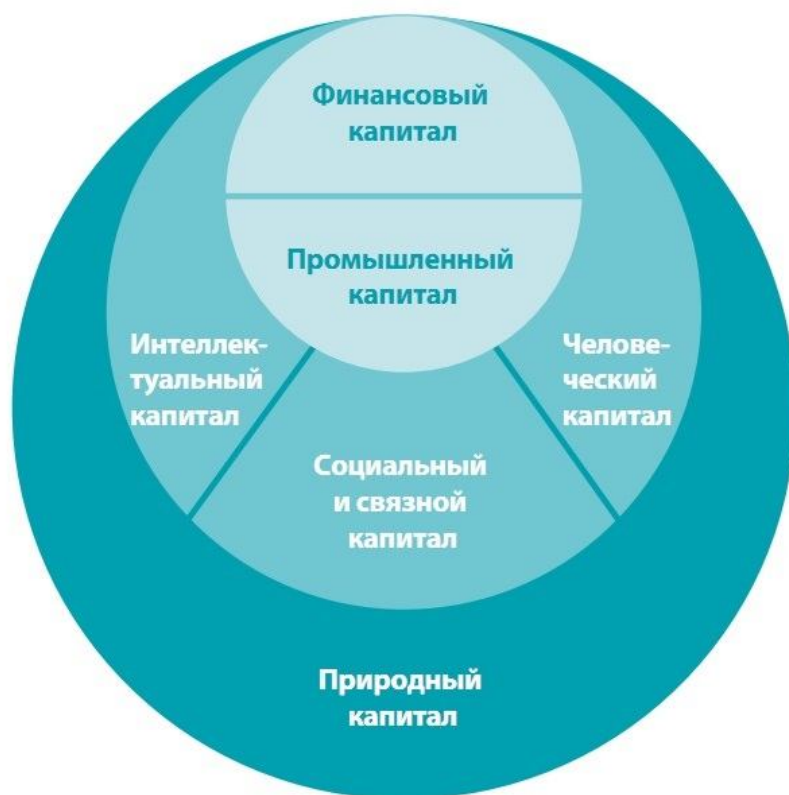 Финансовый
капитал
Промышленный
капитал
Интеллек-
туальный
капитал
Челове-
ческий
капитал
Социальный
и связной
капитал
Природный
капитал